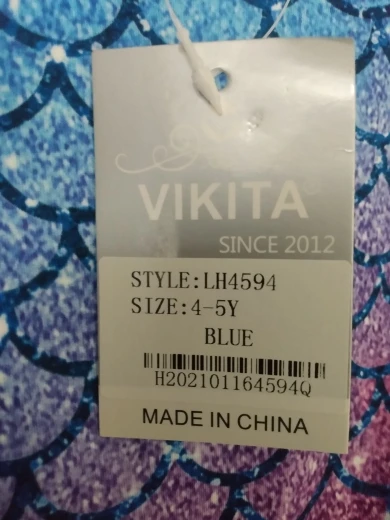 VIKITA
SINCE 2012
STYLE:LH4594
SIZE:4-5Y
BLUE
H202101164594Q
MADE IN CHINA